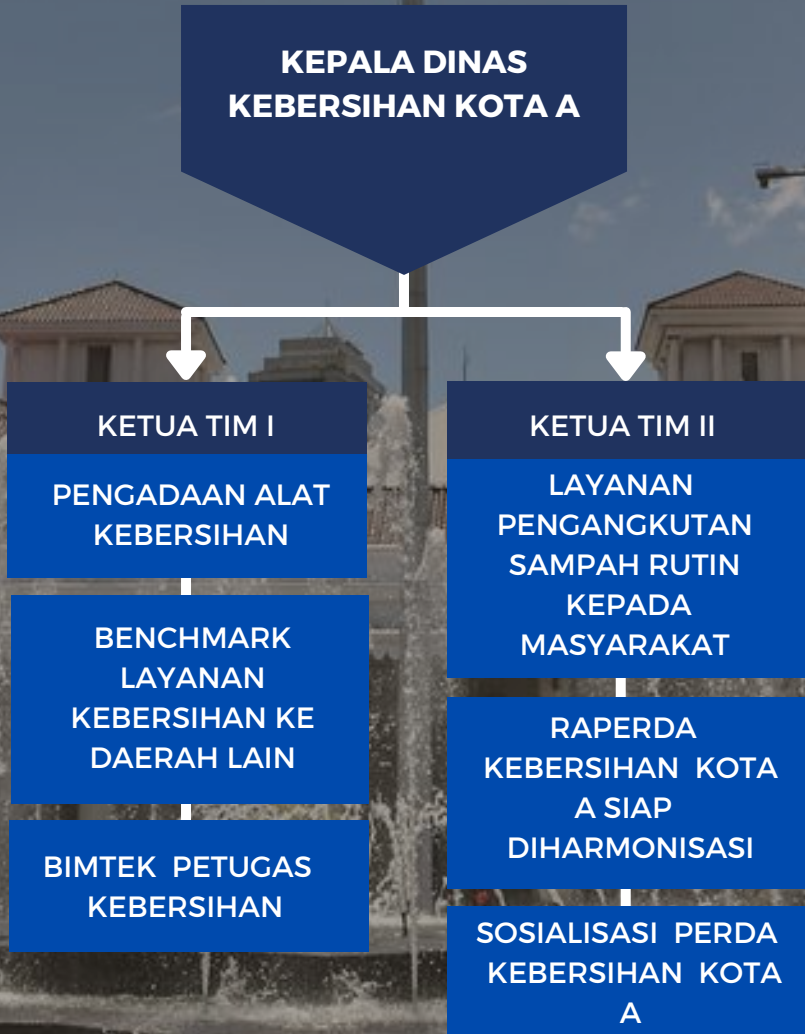 KEPALA DINAS
KEBERSIHAN KOTA A
KETUA TIM I
PENGADAAN ALAT
KEBERSIHAN
BENCHMARK
LAYANAN
KEBERSIHAN KE
DAERAH LAIN
BIMTEK PETUGAS
KEBERSIHAN
KETUA TIM II
LAYANAN
PENGANGKUTAN
SAMPAH RUTIN
KEPADA
MASYARAKAT
RAPERDA
KEBERSIHAN KOTA
A SIAP
DIHARMONISASI
SOSIALISASI PERDA
KEBERSIHAN KOTA
A